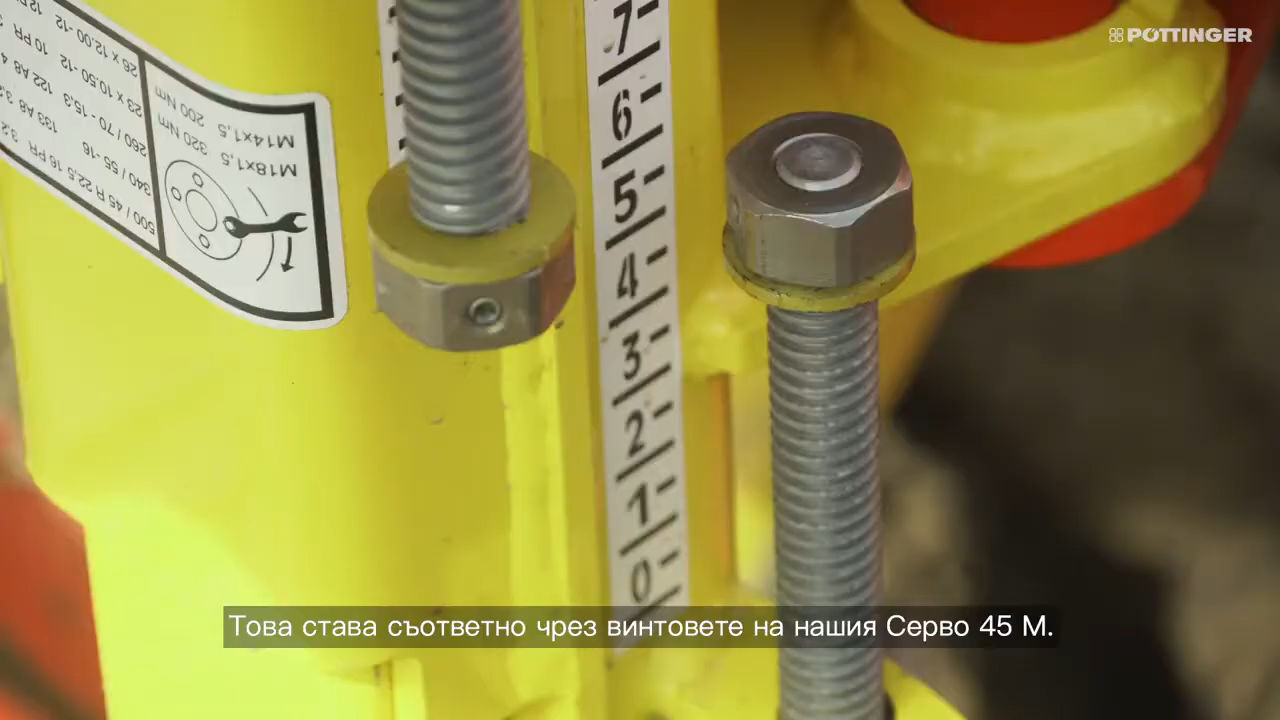 PÖTTINGER
7
6
5
4
3
2
1
0
M18x1,5 320 Nm
M14x1,5 200 Nm
500 / 45 R 22,5 16 PR
340 / 55 -16
260 / 70 - 15,3
23 x 10.50 -12 10 PR
26 x 12.00 -12
133 A8
122 A8
Това става съответно чрез винтовете на нашия Серво 45 М.